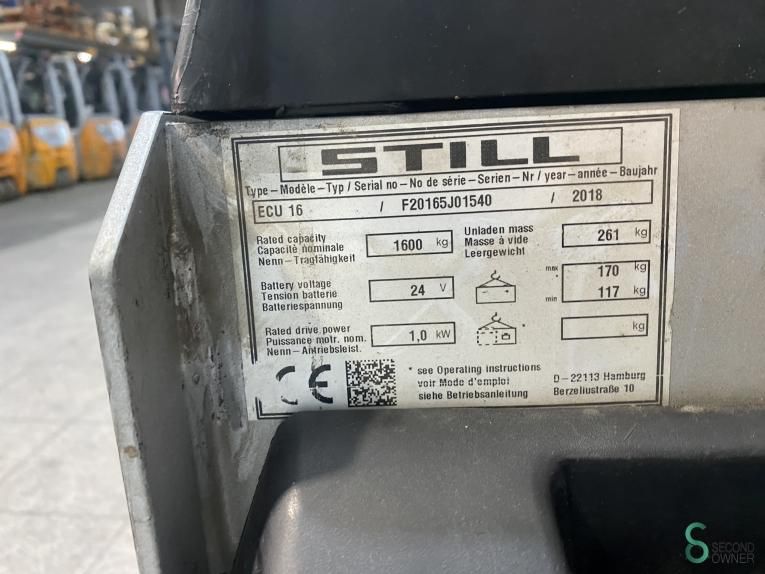 STILL
Type – Modèle – Typ / Serial no – No de série – Serien – Nr / year – année – Baujahr
ECU 16 / F20165J01540 / 2018
Rated capacity
Capacité nominale
Nenn – Tragfähigkeit
1600 kg
Unladen mass
Masse à vide
Leergewicht
261 kg
Battery voltage
Tension batterie
Batteriespannung
24 V
max 170 kg
*
min 117 kg
Rated drive power
Puissance motr. nom.
Nenn – Antriebsleist.
1,0 kW
* kg
CE
* see Operating instructions
voir Mode d'emploi
siehe Betriebsanleitung
D – 22113 Hamburg
Berzeliusstraße 10
S SECOND
OWNER